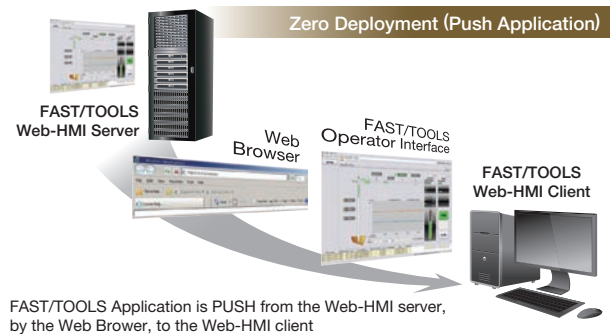 Zero Deployment (Push Application)
FAST/TOOLS
Web-HMI Server
Web
Browser
FAST/TOOLS
Operator Interface
FAST/TOOLS
Web-HMI Client
FAST/TOOLS Application is PUSH from the Web-HMI server,
by the Web Brower, to the Web-HMI client